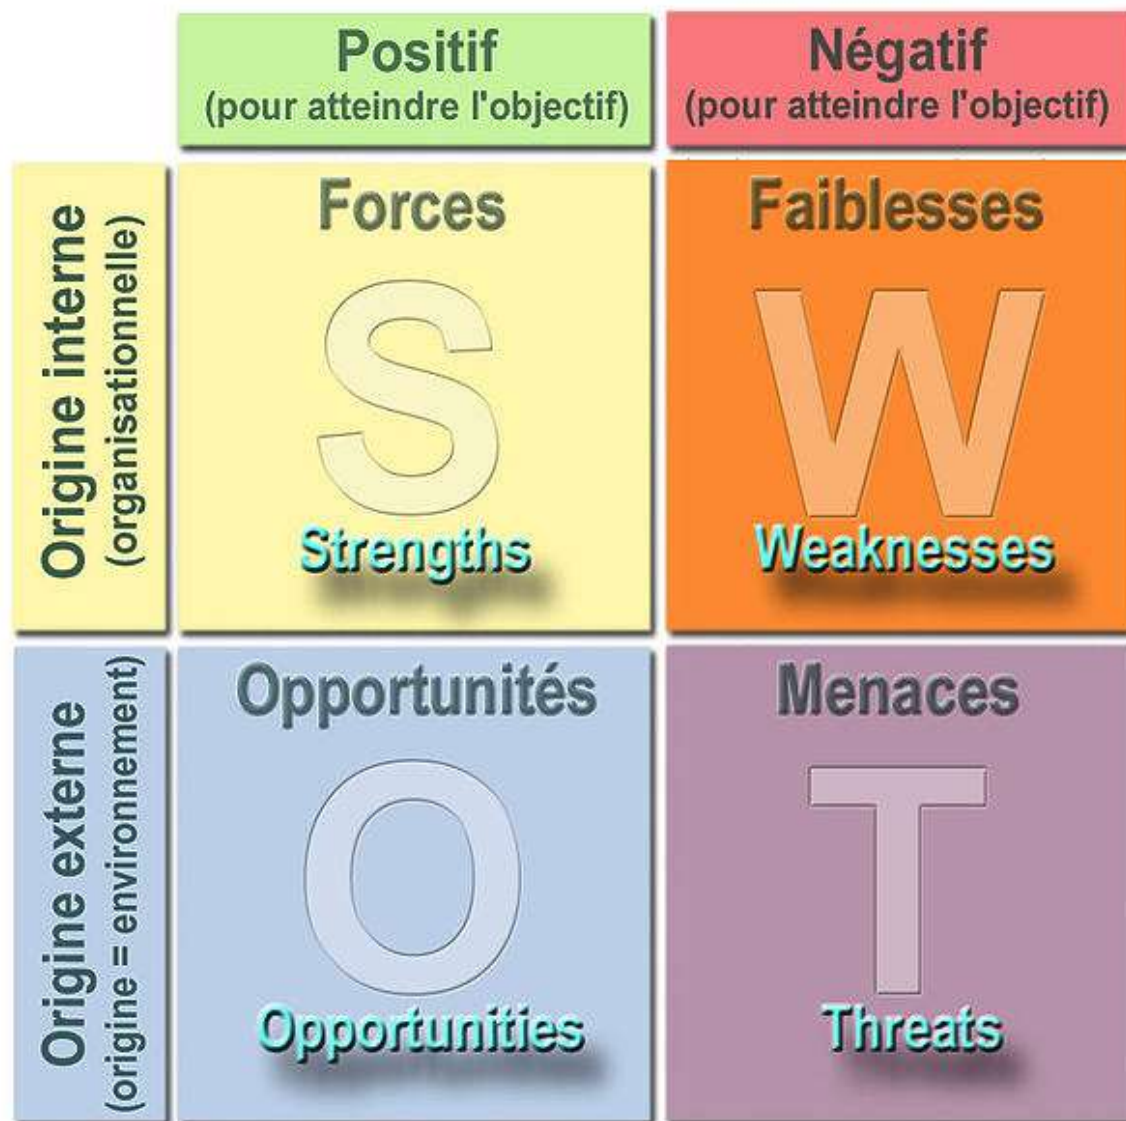 Positif
(pour atteindre l'objectif)
Négatif
(pour atteindre l'objectif)
Origine interne
(organisationnelle)
Forces
S
Strengths
Faiblesses
W
Weaknesses
Origine externe
(origine = environnement)
Opportunités
O
Opportunities
Menaces
T
Threats